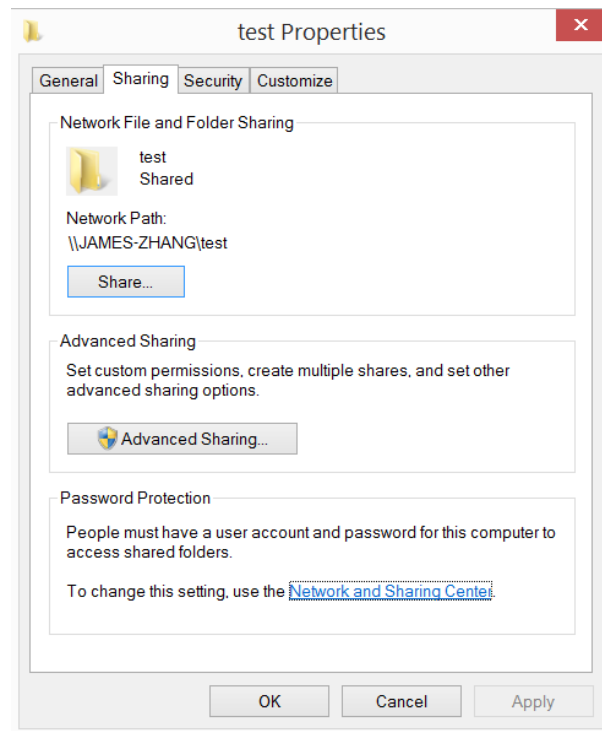 test Properties
General Sharing Security Customize
Network File and Folder Sharing
test
Shared
Network Path:
\\JAMES-ZHANG\test
Share...
Advanced Sharing
Set custom permissions, create multiple shares, and set other
advanced sharing options.
Advanced Sharing...
Password Protection
People must have a user account and password for this computer to
access shared folders.
To change this setting, use the Network and Sharing Center.
OK Cancel Apply